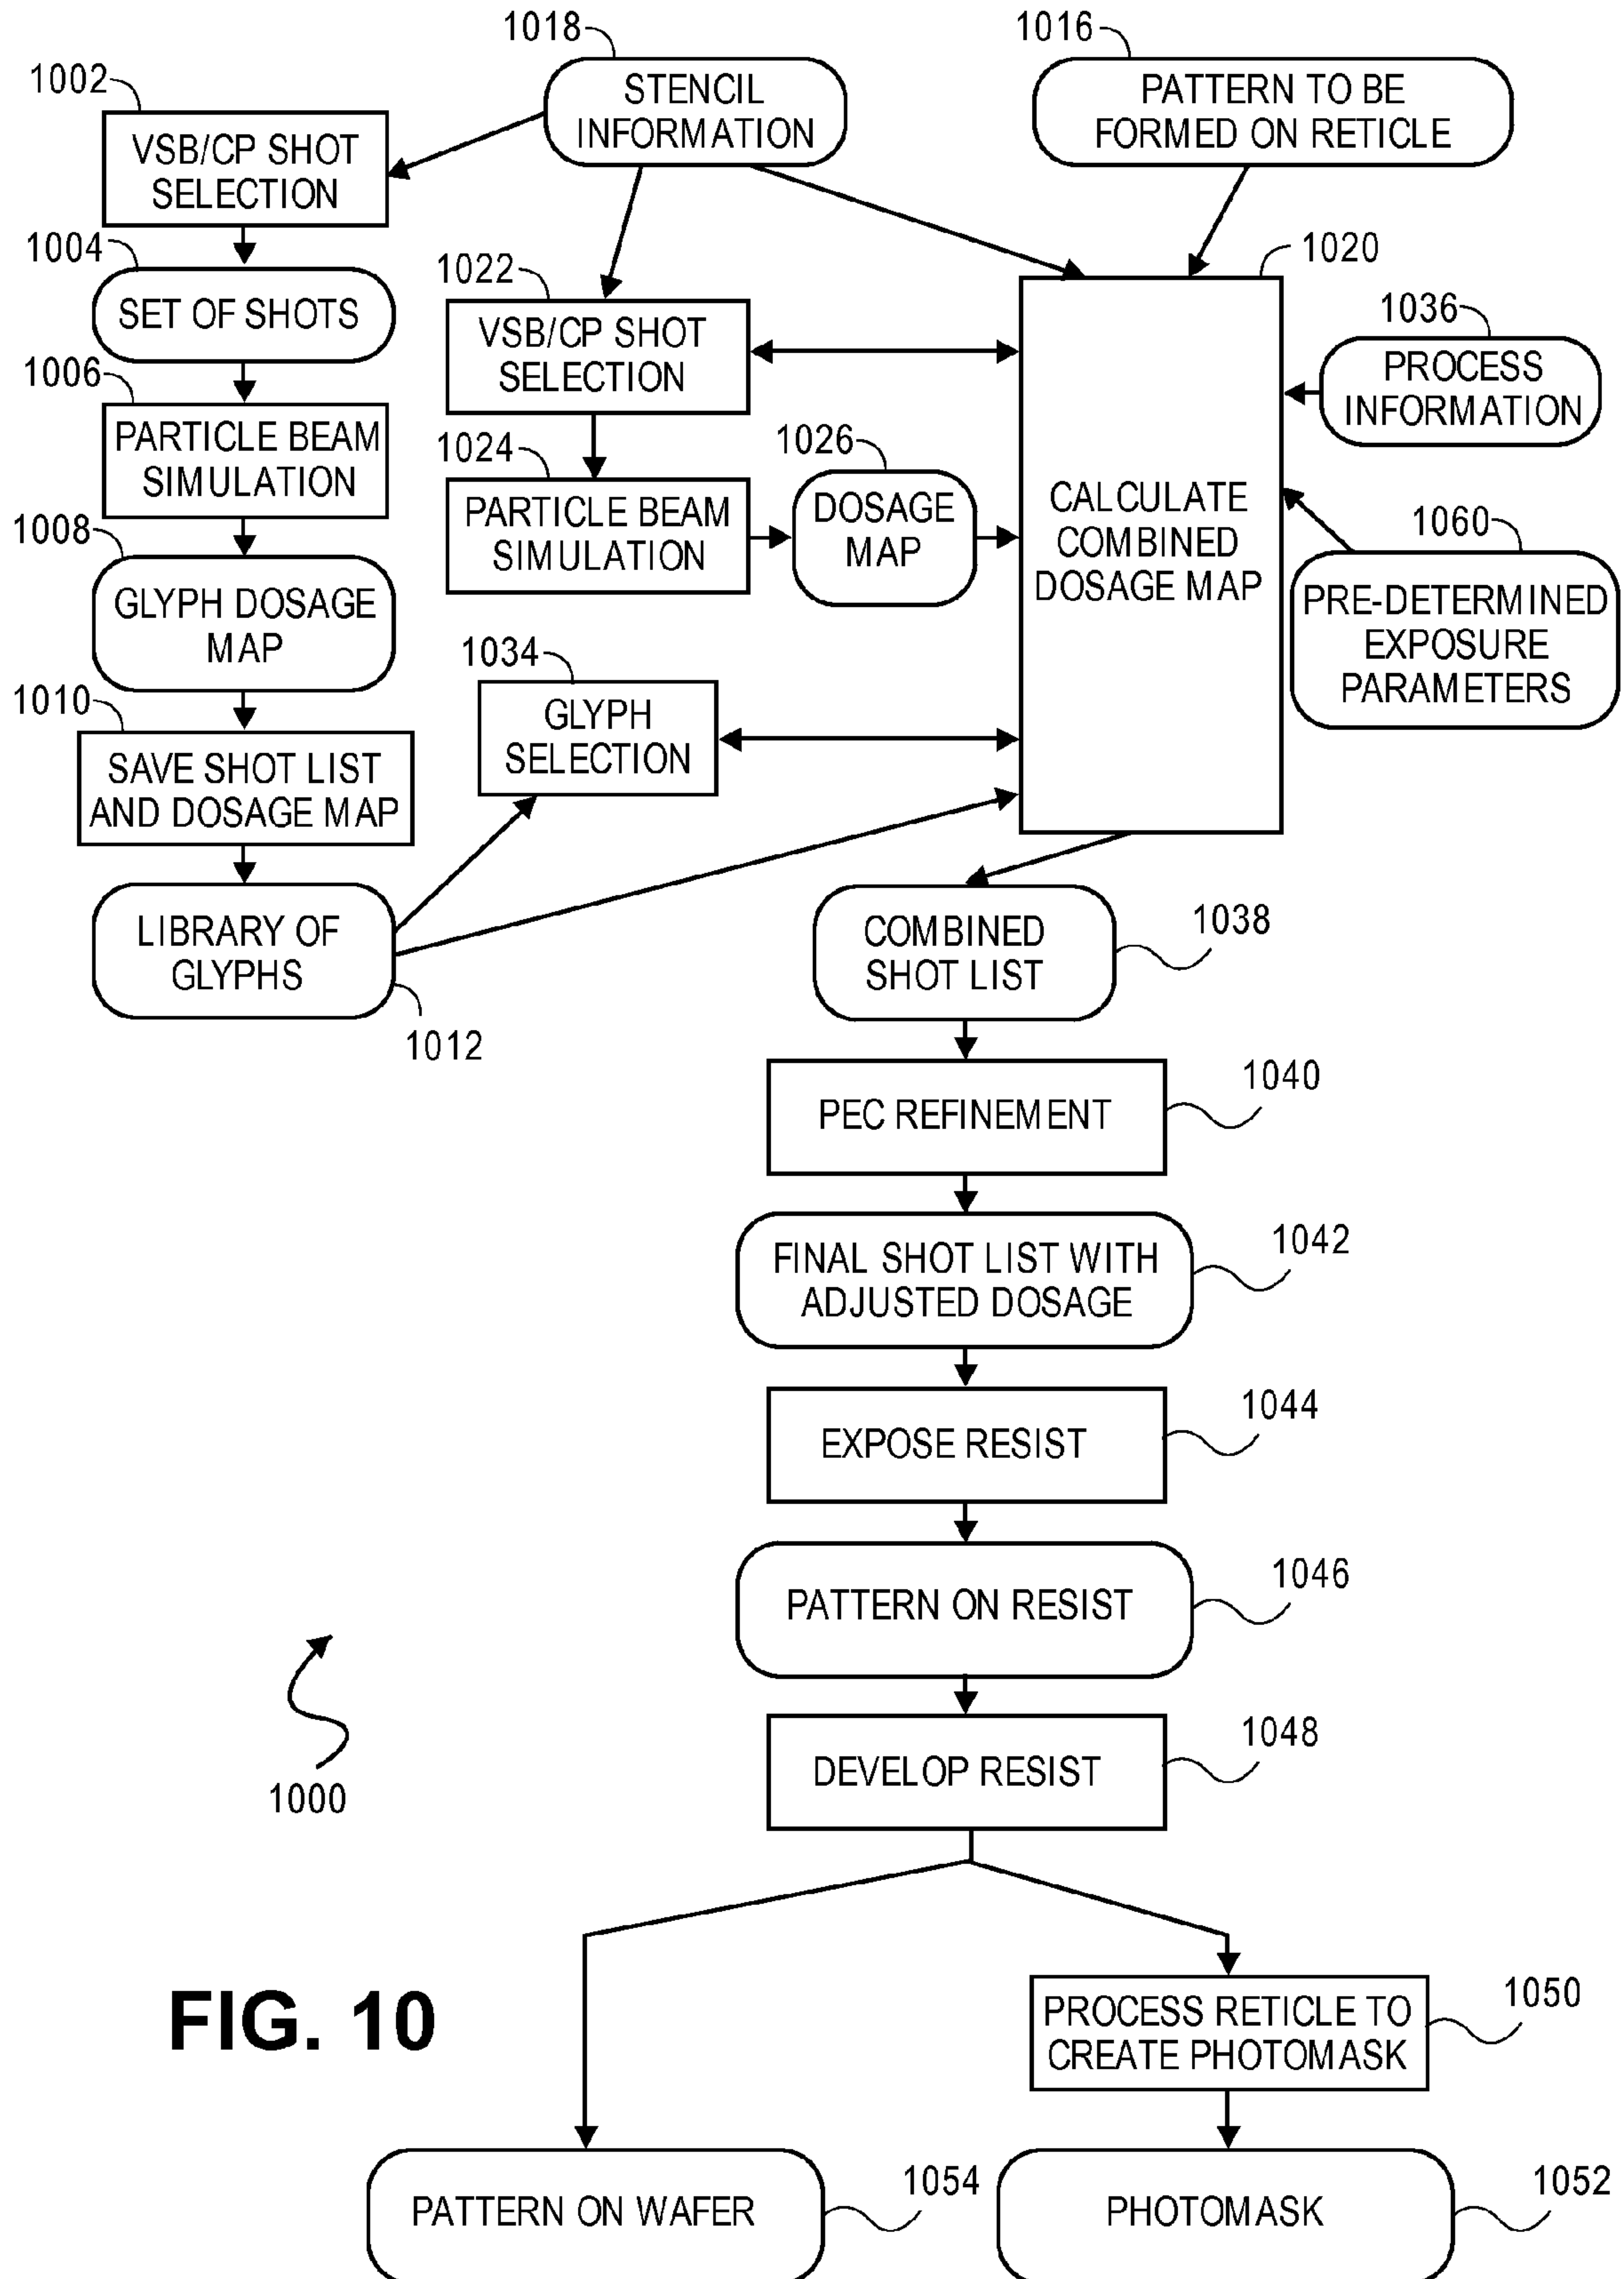 1018
STENCIL
INFORMATION
1016
PATTERN TO BE
FORMED ON RETICLE
1002
VSB/CP SHOT
SELECTION
1004
SET OF SHOTS
1006
PARTICLE BEAM
SIMULATION
1008
GLYPH DOSAGE
MAP
1010
SAVE SHOT LIST
AND DOSAGE MAP
LIBRARY OF
GLYPHS
1012
1022
VSB/CP SHOT
SELECTION
1024
PARTICLE BEAM
SIMULATION
1026
DOSAGE
MAP
1034
GLYPH
SELECTION
1020
CALCULATE
COMBINED
DOSAGE MAP
1036
PROCESS
INFORMATION
1060
PRE-DETERMINED
EXPOSURE
PARAMETERS
COMBINED
SHOT LIST
1038
PEC REFINEMENT
1040
FINAL SHOT LIST WITH
ADJUSTED DOSAGE
1042
EXPOSE RESIST
1044
PATTERN ON RESIST
1046
DEVELOP RESIST
1048
1000
FIG. 10
PROCESS RETICLE TO
CREATE PHOTOMASK
1050
PATTERN ON WAFER
1054
PHOTOMASK
1052